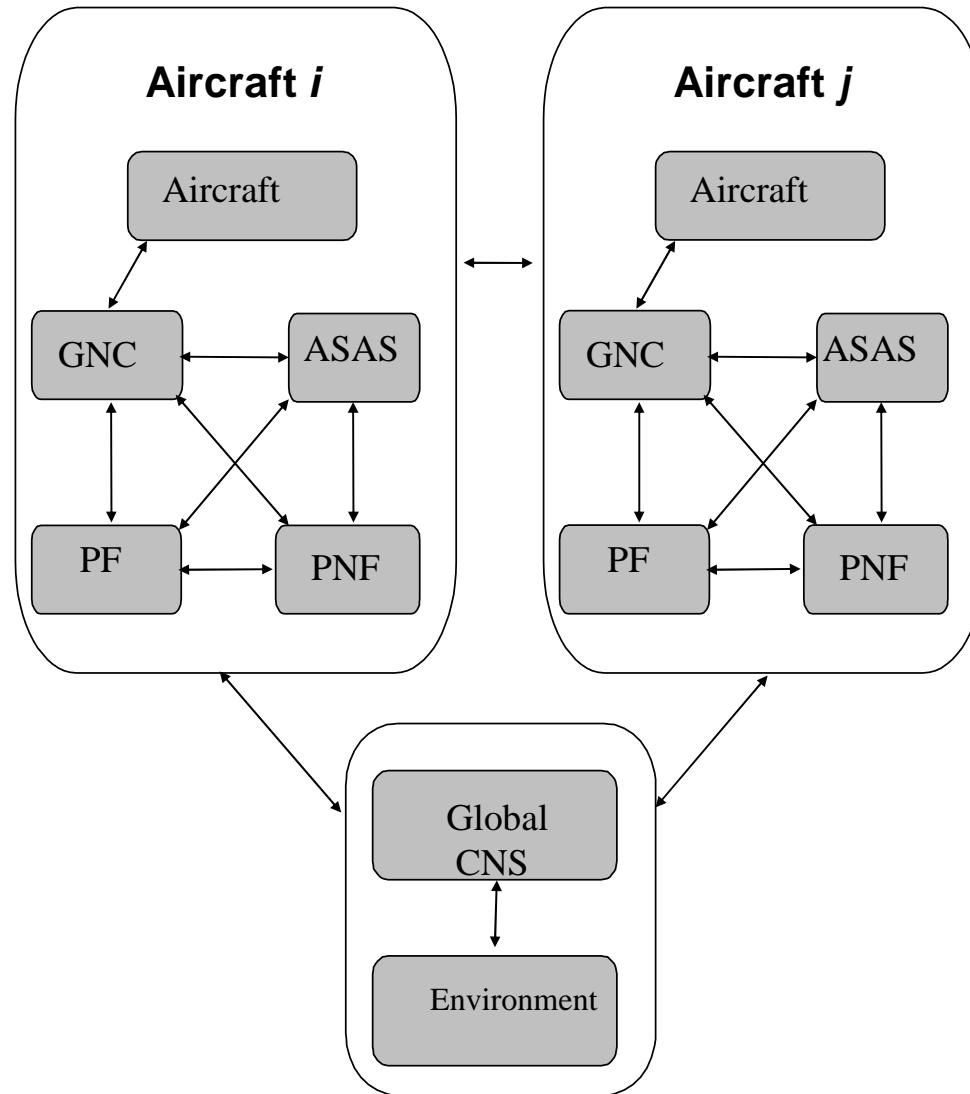 Aircraft i
Aircraft
GNC
ASAS
PF
PNF
Aircraft j
Aircraft
GNC
ASAS
PF
PNF
Global
CNS
Environment